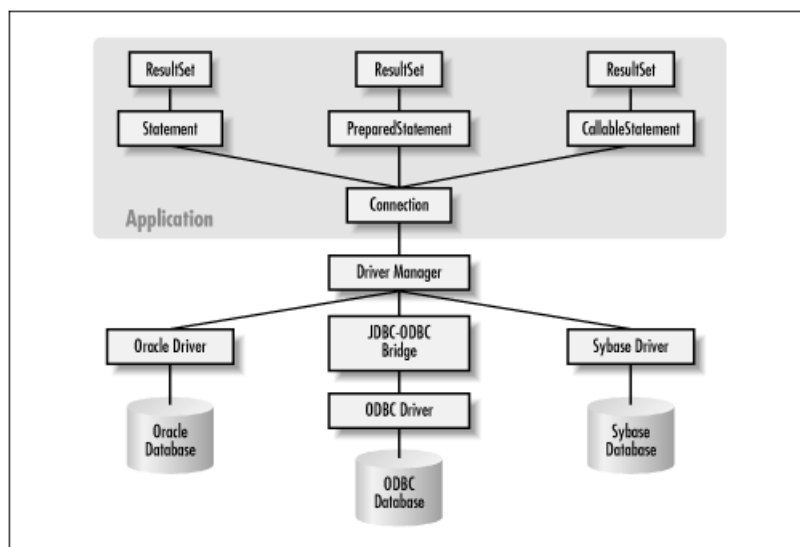 ResultSet
ResultSet
ResultSet
Statement
PreparedStatement
CallableStatement
Connection
Application
Driver Manager
Oracle Driver
JDBC-ODBC
Bridge
Sybase Driver
ODBC Driver
Oracle
Database
Sybase
Database
ODBC
Database